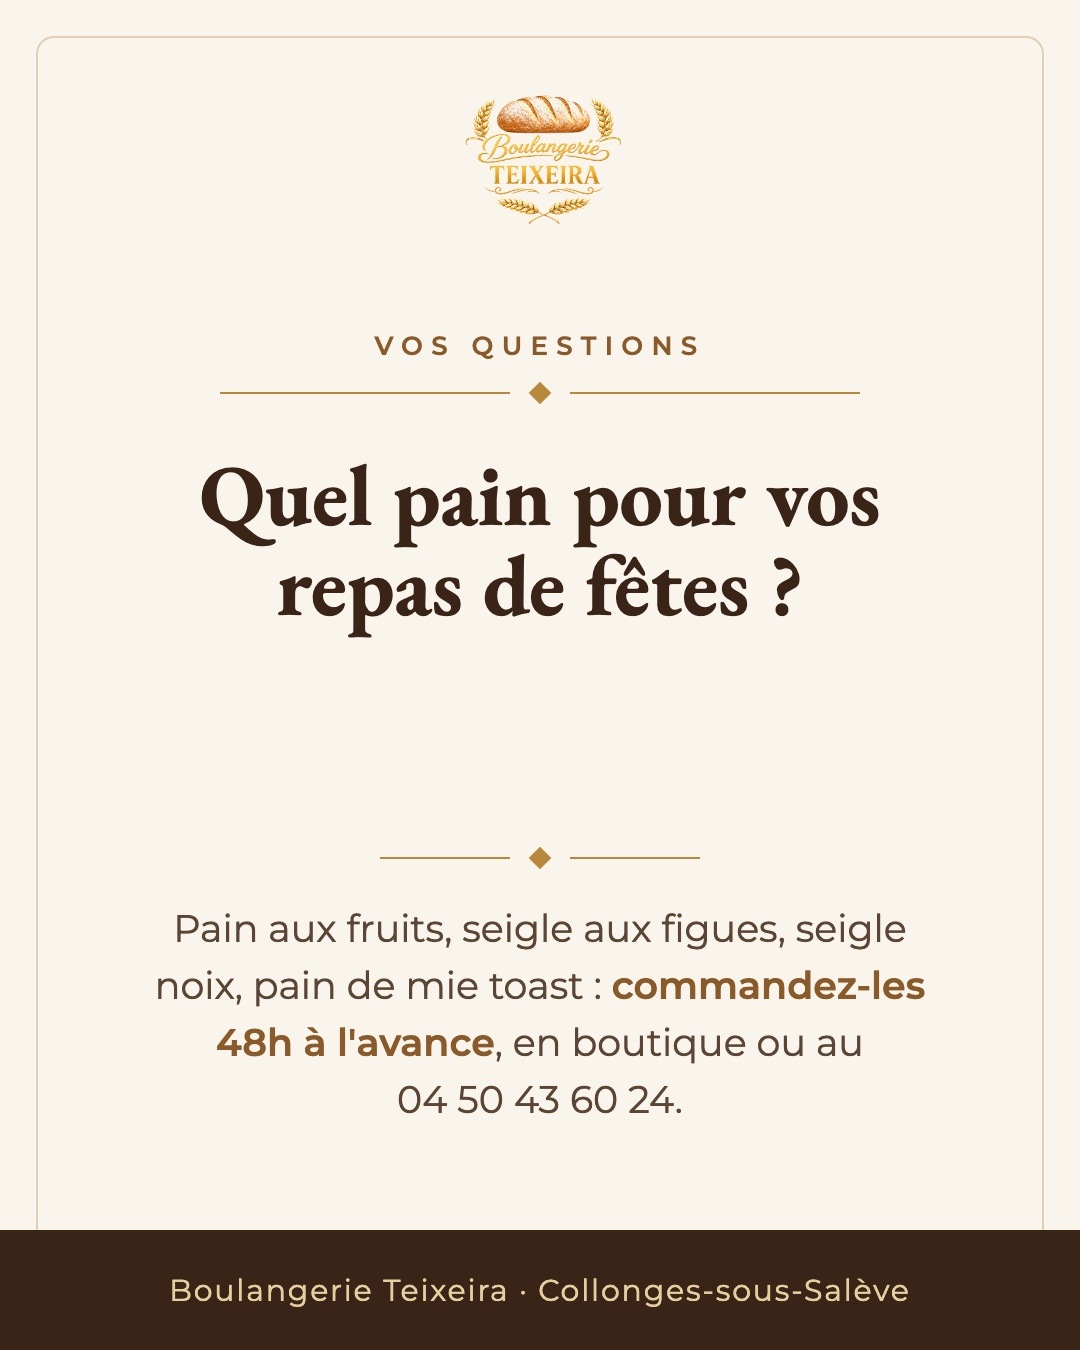 Boulangerie
TEIXEIRA
VOS QUESTIONS
Quel pain pour vos
repas de fêtes ?
Pain aux fruits, seigle aux figues, seigle
noix, pain de mie toast : commandez-les
48h à l'avance, en boutique ou au
04 50 43 60 24.
Boulangerie Teixeira · Collonges-sous-Salève